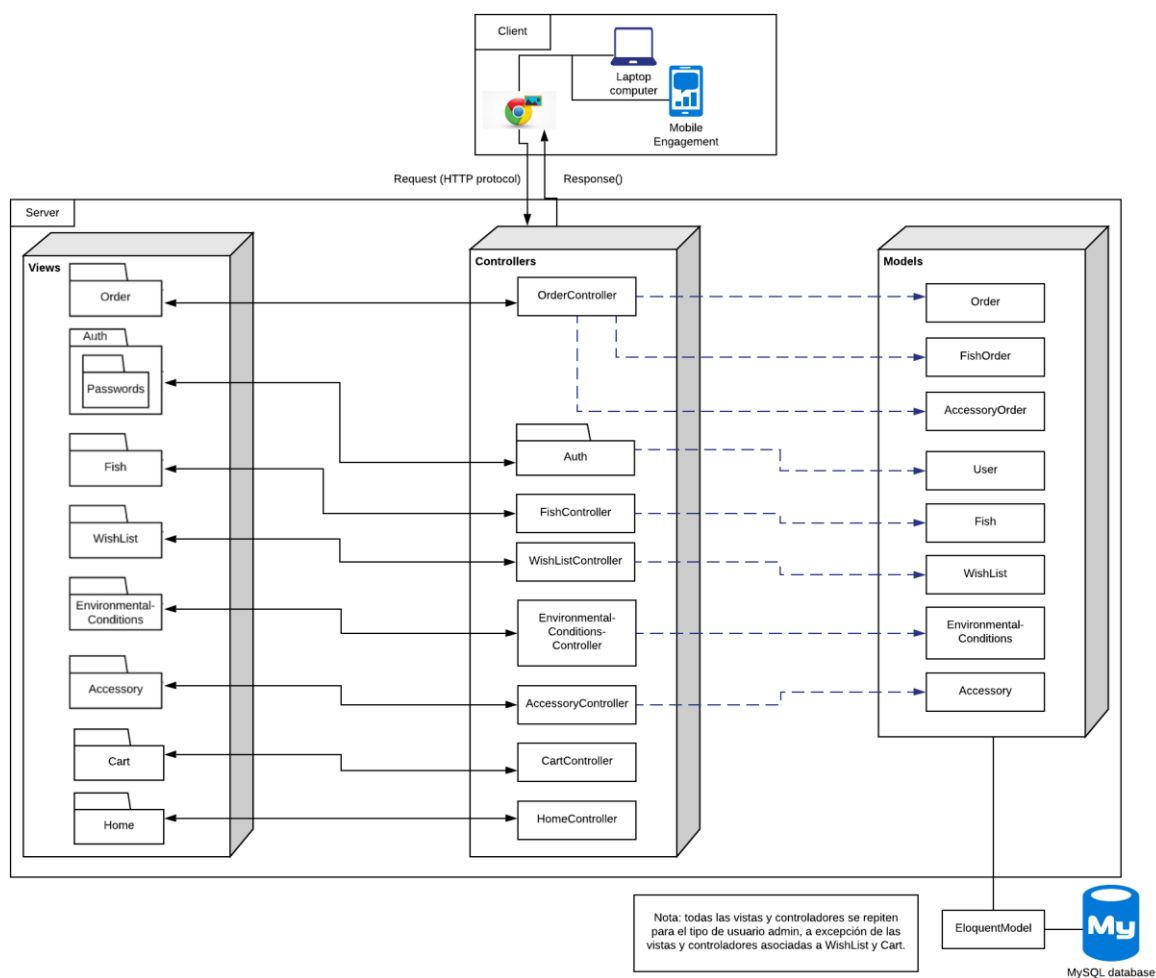 Client
Laptop
computer
Mobile
Engagement
Request (HTTP protocol)
Response()
Server
Views
Order
Auth
Passwords
Fish
WishList
Environmental-
Conditions
Accessory
Cart
Home
Controllers
OrderController
Auth
FishController
WishListController
Environmental-
Conditions-
Controller
AccessoryController
CartController
HomeController
Models
Order
FishOrder
AccessoryOrder
User
Fish
WishList
Environmental-
Conditions
Accessory
Nota: todas las vistas y controladores se repiten
para el tipo de usuario admin, a excepción de las
vistas y controladores asociadas a WishList y Cart.
EloquentModel
My
MySQL database